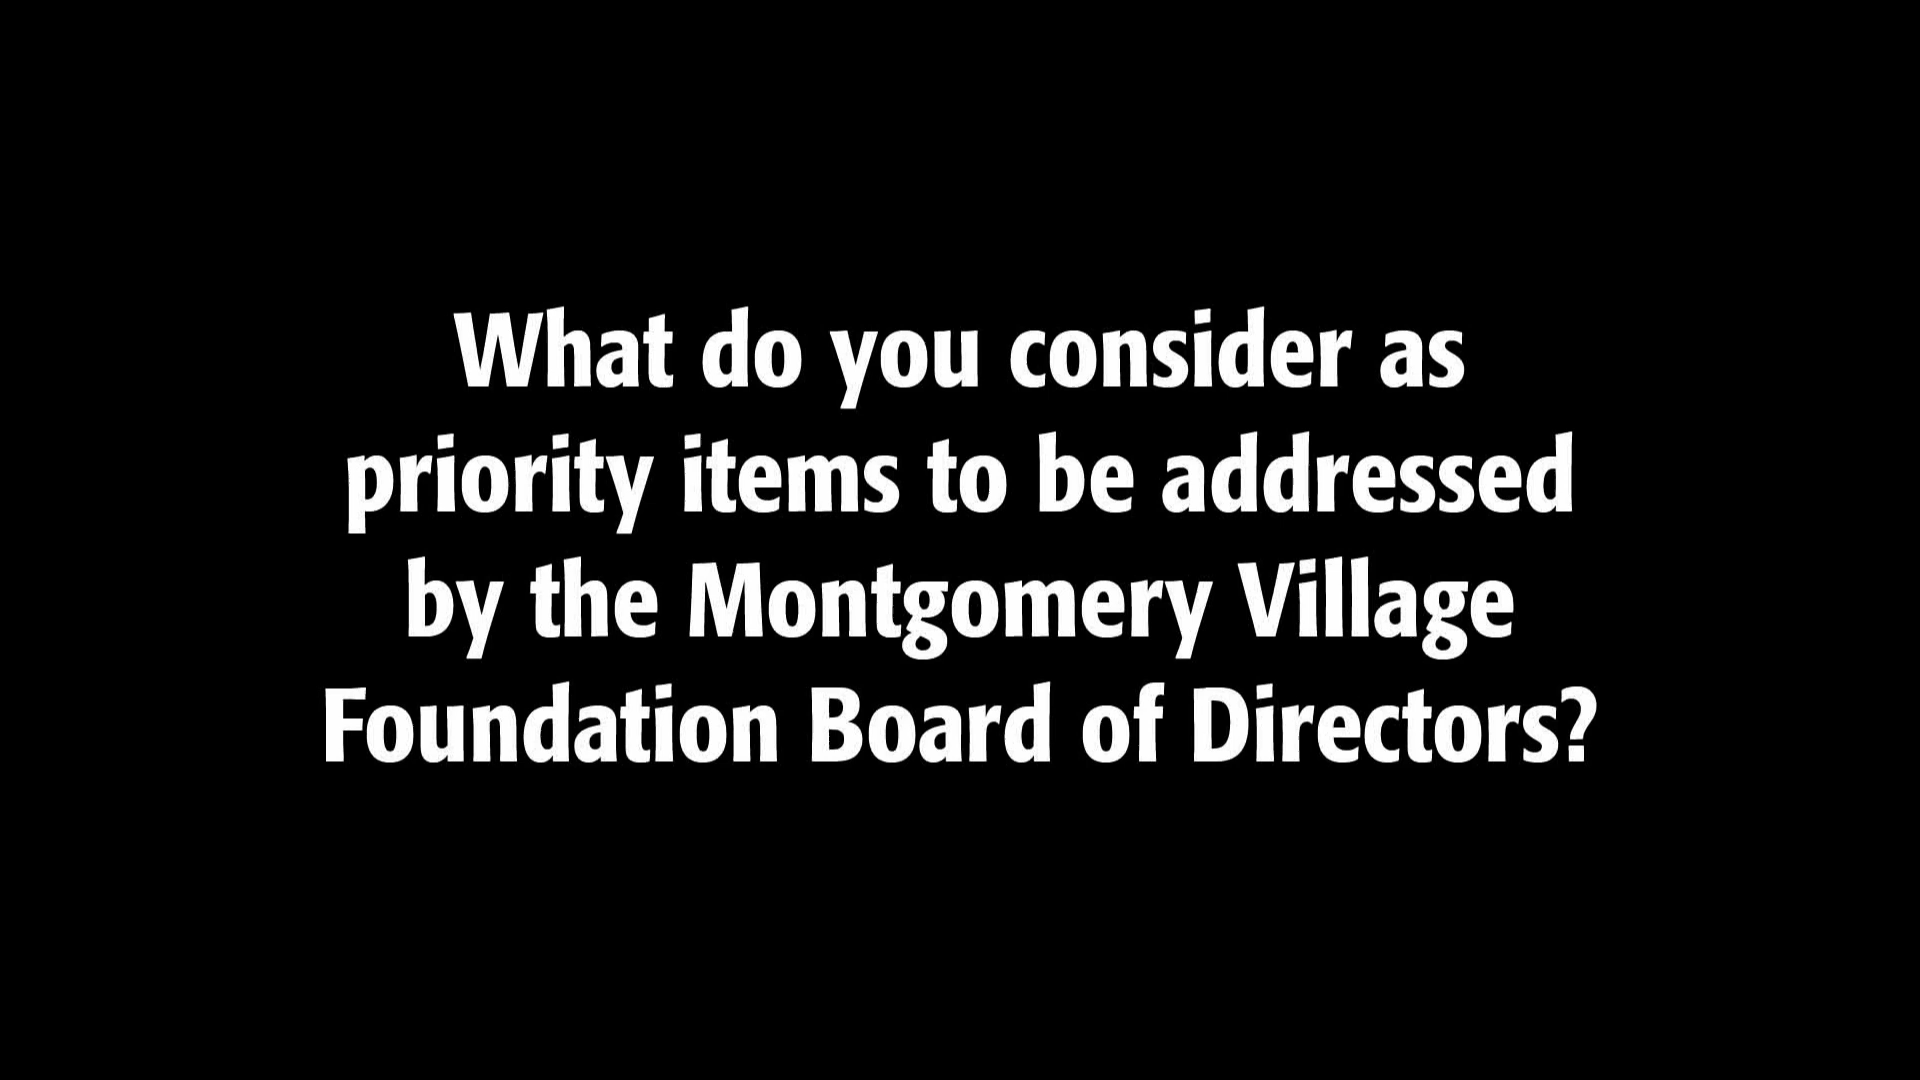 What do you consider as
priority items to be addressed
by the Montgomery Village
Foundation Board of Directors?